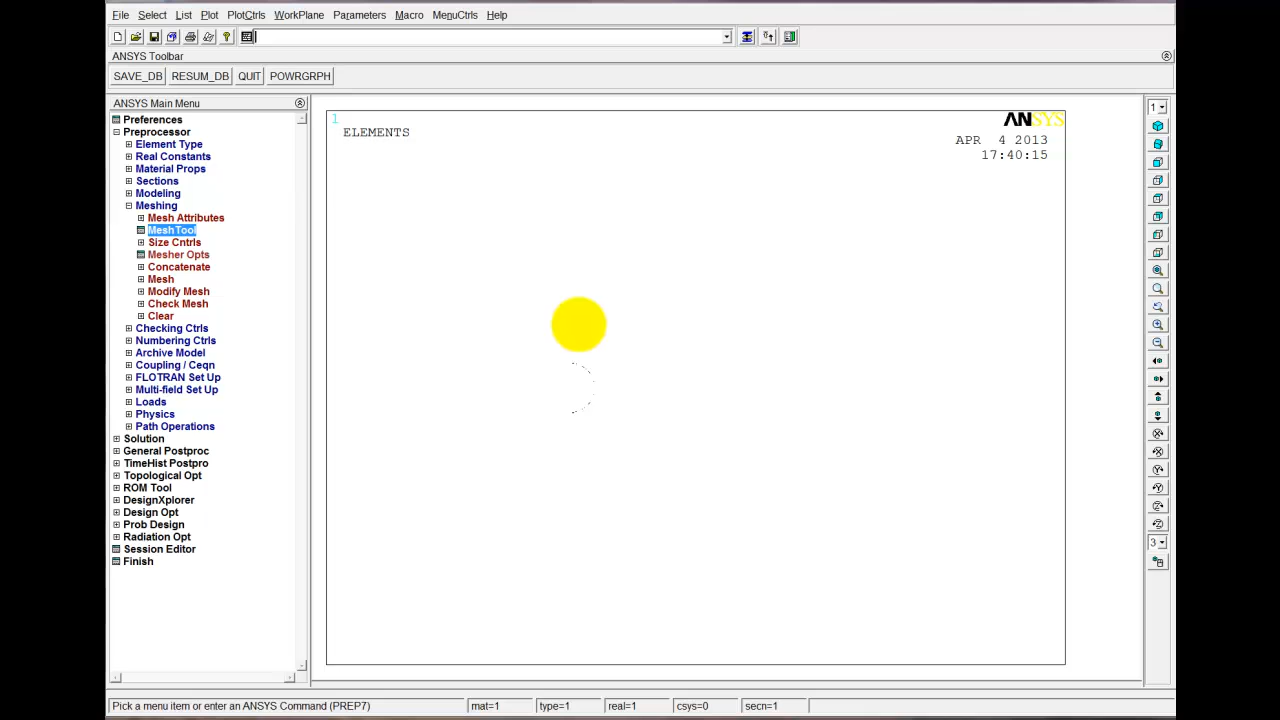 File Select List Plot PlotCtrls WorkPlane Parameters Macro MenuCtrls Help
ANSYS Toolbar
SAVE_DB RESUM_DB QUIT POWRGRPH
ANSYS Main Menu
Preferences
Preprocessor
Element Type
Real Constants
Material Props
Sections
Modeling
Meshing
Mesh Attributes
MeshTool
Size Cntrls
Mesher Opts
Concatenate
Mesh
Modify Mesh
Check Mesh
Clear
Checking Ctrls
Numbering Ctrls
Archive Model
Coupling / Ceqn
FLOTRAN Set Up
Multi-field Set Up
Loads
Physics
Path Operations
Solution
General Postproc
TimeHist Postpro
Topological Opt
ROM Tool
DesignXplorer
Design Opt
Prob Design
Radiation Opt
Session Editor
Finish
1
ELEMENTS
ANSYS
APR 4 2013
17:40:15
1
3
Pick a menu item or enter an ANSYS Command (PREP7) mat=1 type=1 real=1 csys=0 secn=1